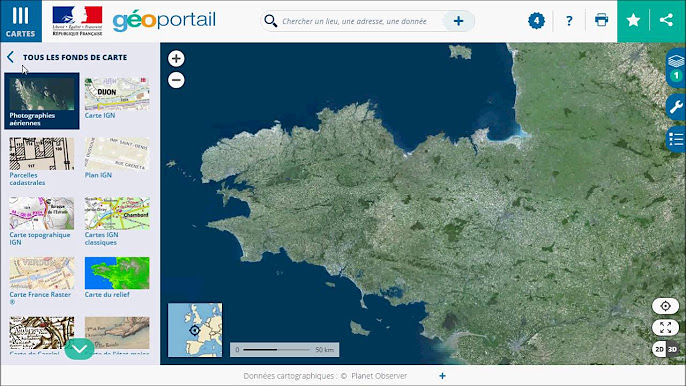 CARTES
Liberté • Égalité • Fraternité
RÉPUBLIQUE FRANÇAISE
géoportail
Chercher un lieu, une adresse, une donnée
+
4
?
TOUS LES FONDS DE CARTE
DIJON
Photographies
aériennes
Carte IGN
Parcelles
cadastrales
Plan IGN
Chambord
Carte topograhique
IGN
Cartes IGN
classiques
Carte France Raster
®
Carte du relief
Carte de Cassini
Carte de l'état-major
+
−
1
0
50 km
2D 3D
Données cartographiques : © Planet Observer
+